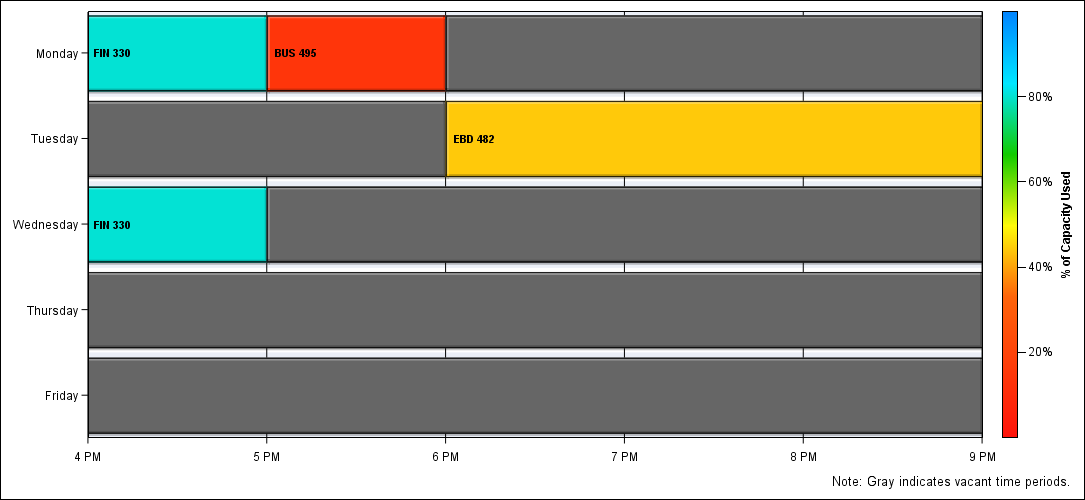 Monday
FIN 330
BUS 495
Tuesday
EBD 482
Wednesday
FIN 330
Thursday
Friday
4 PM
5 PM
6 PM
7 PM
8 PM
9 PM
80%
60%
40%
20%
% of Capacity Used
Note: Gray indicates vacant time periods.